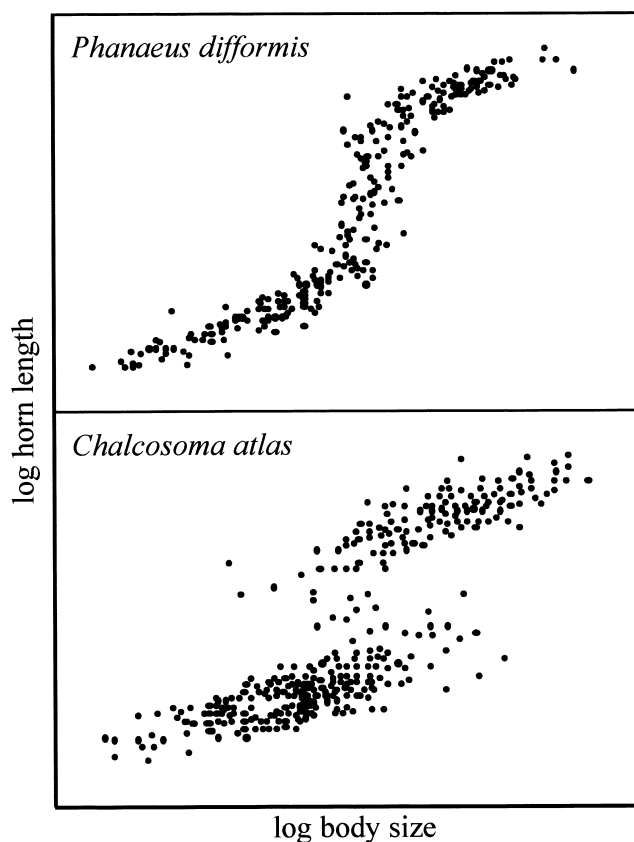 Phanaeus difformis
Chalcosoma atlas
log horn length
log body size